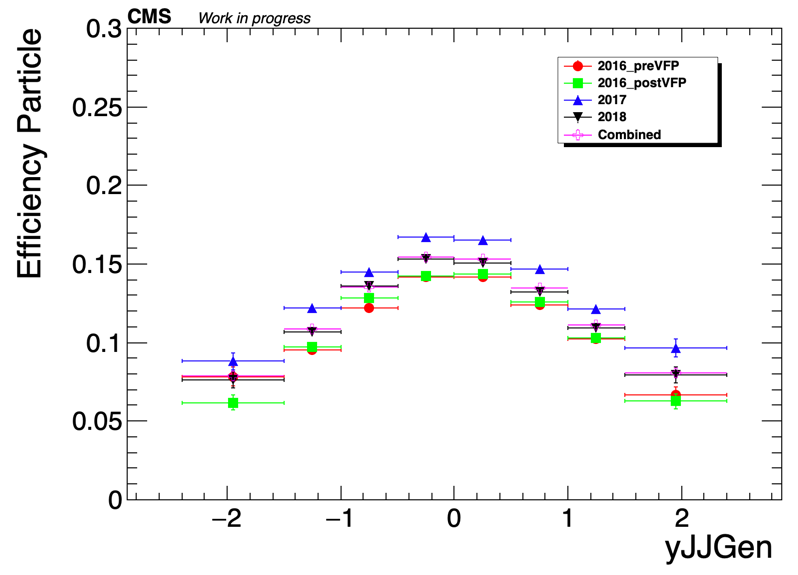 CMS Work in progress
Efficiency Particle
0.3
0.25
0.2
0.15
0.1
0.05
0
2016_preVFP
2016_postVFP
2017
2018
Combined
−2 −1 0 1 2
yJJGen